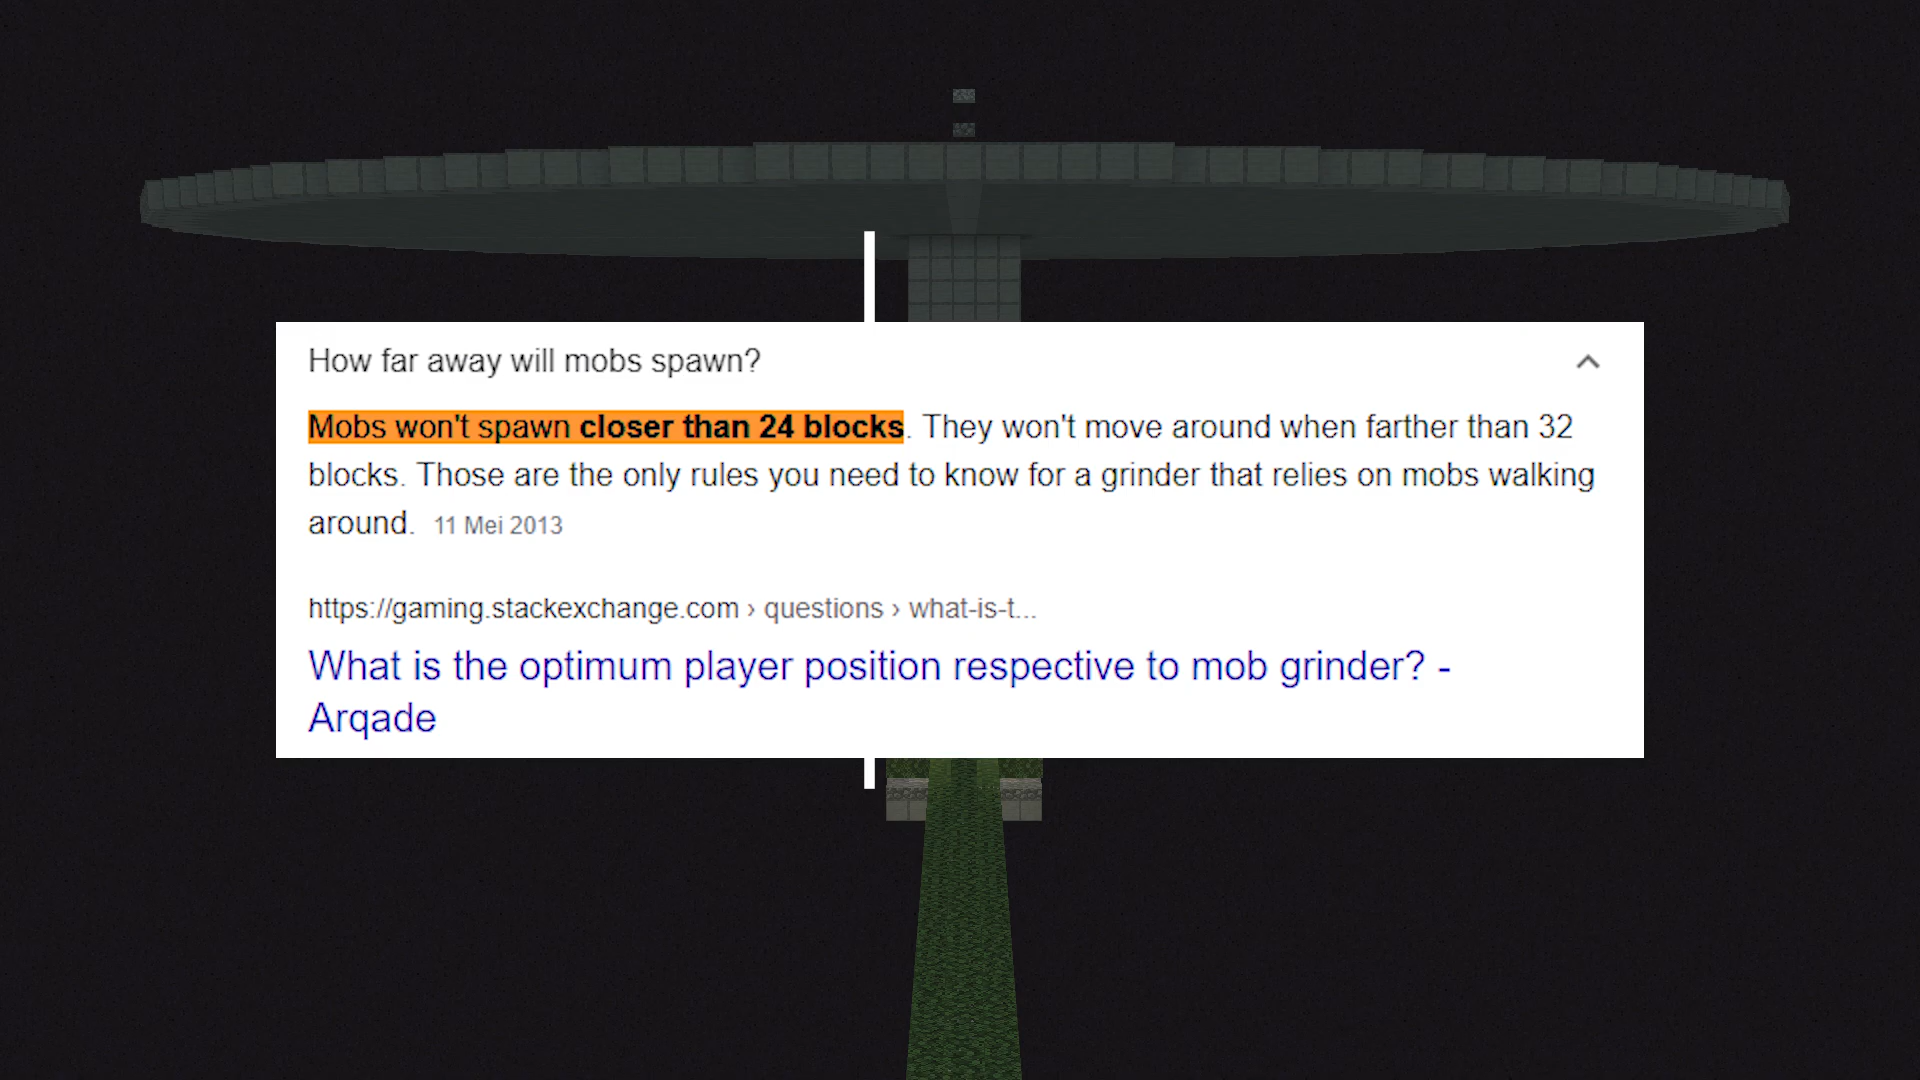 How far away will mobs spawn?
Mobs won't spawn closer than 24 blocks. They won't move around when farther than 32
blocks. Those are the only rules you need to know for a grinder that relies on mobs walking
around. 11 Mei 2013
https://gaming.stackexchange.com › questions › what-is-t...
What is the optimum player position respective to mob grinder? -
Arqade